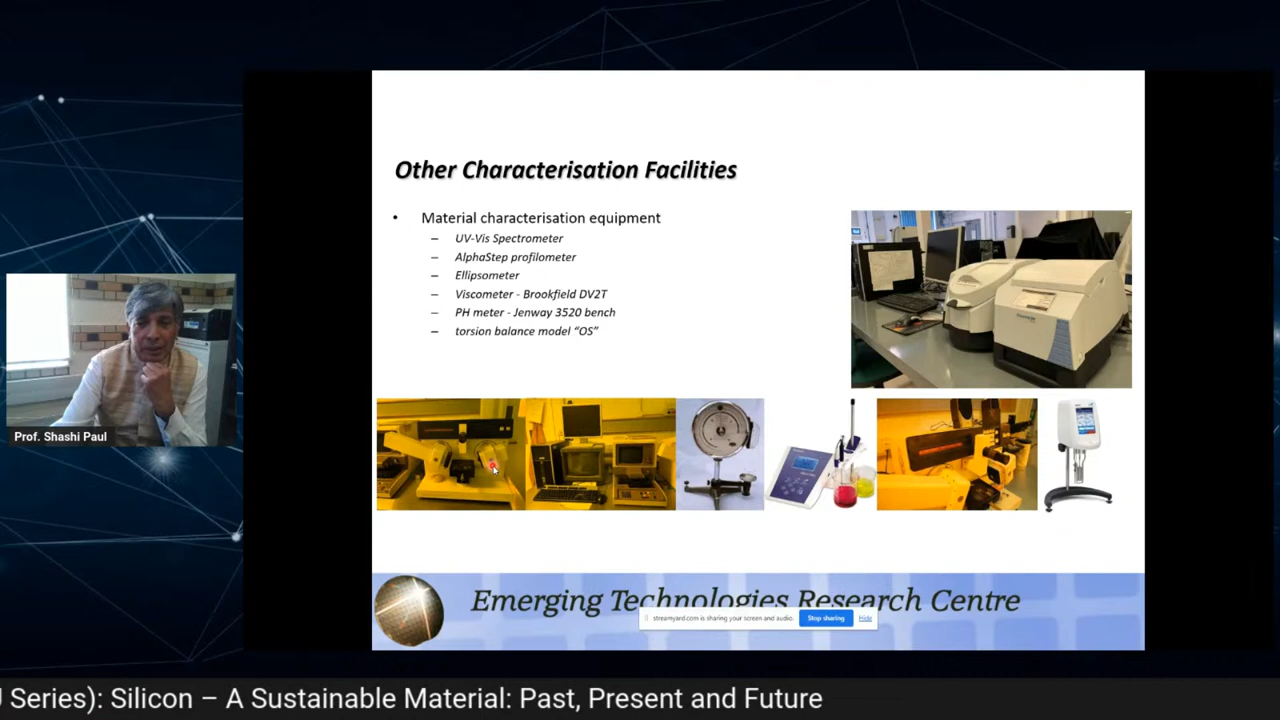 Other Characterisation Facilities
• Material characterisation equipment
– UV-Vis Spectrometer
– AlphaStep profilometer
– Ellipsometer
– Viscometer - Brookfield DV2T
– PH meter - Jenway 3520 bench
– torsion balance model “OS”
Prof. Shashi Paul
Emerging Technologies Research Centre
streamyard.com is sharing your screen and audio. Stop sharing Hide
Series): Silicon – A Sustainable Material: Past, Present and Future